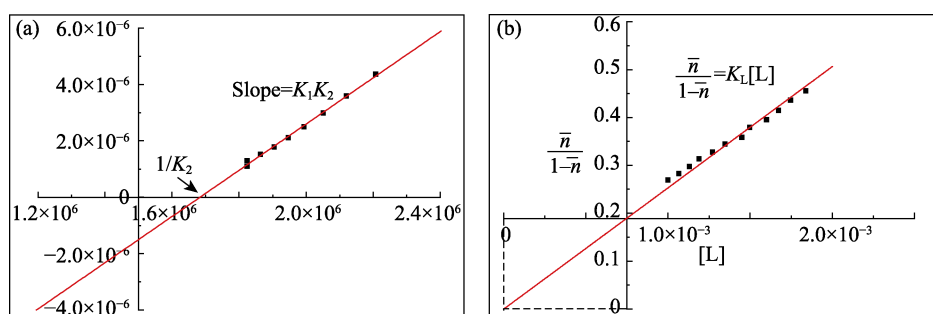 (a)
6.0×10⁻⁶
4.0×10⁻⁶
2.0×10⁻⁶
0
−2.0×10⁻⁶
−4.0×10⁻⁶
Slope=K₁K₂
1/K₂
1.2×10⁶ 1.6×10⁶ 2.0×10⁶ 2.4×10⁶
(b)
0.6
0.5
0.4
0.3
0.2
0.1
0
n̅/1−n̅=K_L[L]
n̅/1−n̅
0 1.0×10⁻³ 2.0×10⁻³
[L]